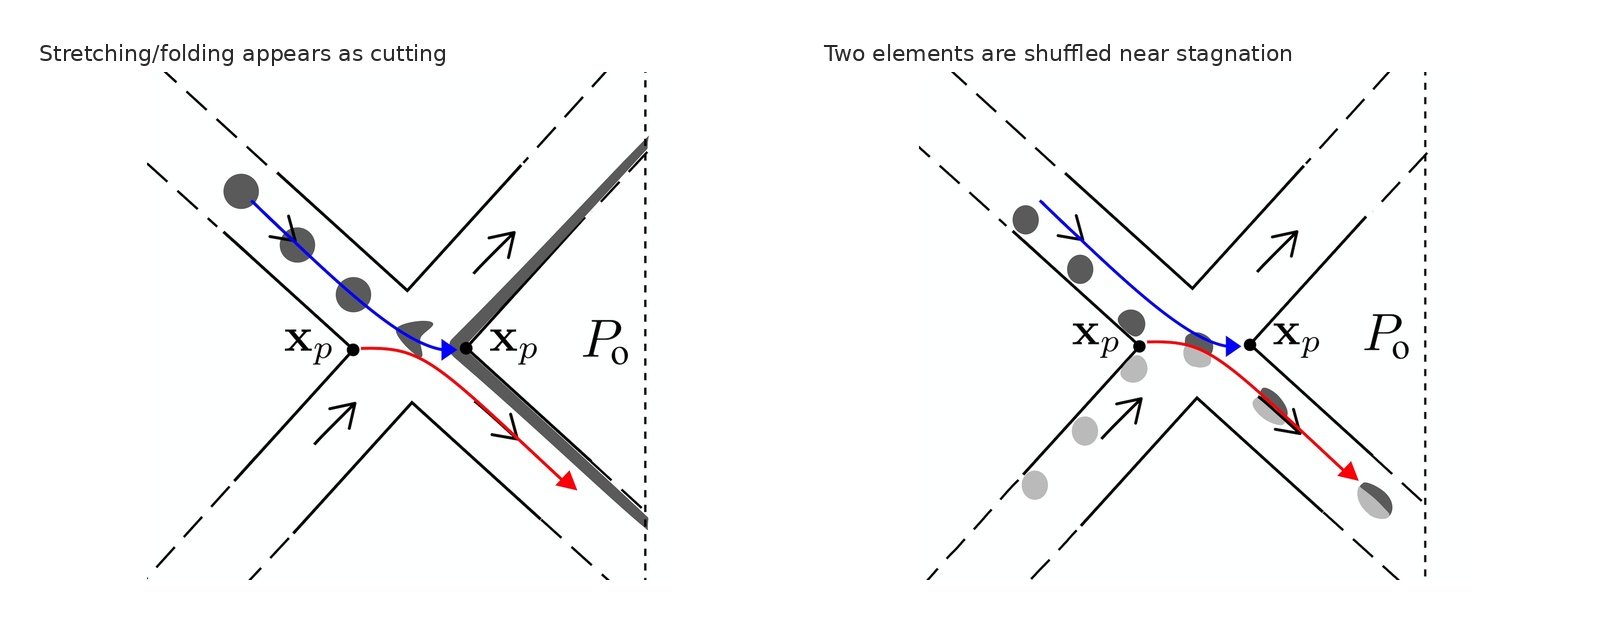 Stretching/folding appears as cutting
Two elements are shuffled near stagnation
x_p x_p P_o
x_p x_p P_o